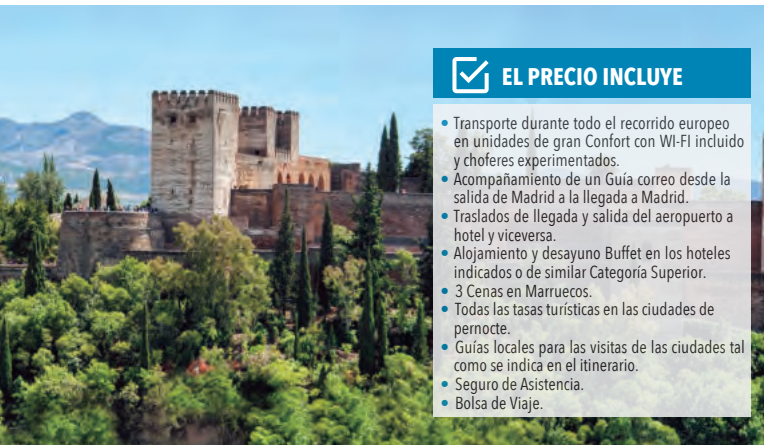 EL PRECIO INCLUYE
• Transporte durante todo el recorrido europeo
en unidades de gran Confort con WI-FI incluido
y choferes experimentados.
• Acompañamiento de un Guía correo desde la
salida de Madrid a la llegada a Madrid.
• Traslados de llegada y salida del aeropuerto a
hotel y viceversa.
• Alojamiento y desayuno Buffet en los hoteles
indicados o de similar Categoría Superior.
• 3 Cenas en Marruecos.
• Todas las tasas turísticas en las ciudades de
pernocte.
• Guías locales para las visitas de las ciudades tal
como se indica en el itinerario.
• Seguro de Asistencia.
• Bolsa de Viaje.